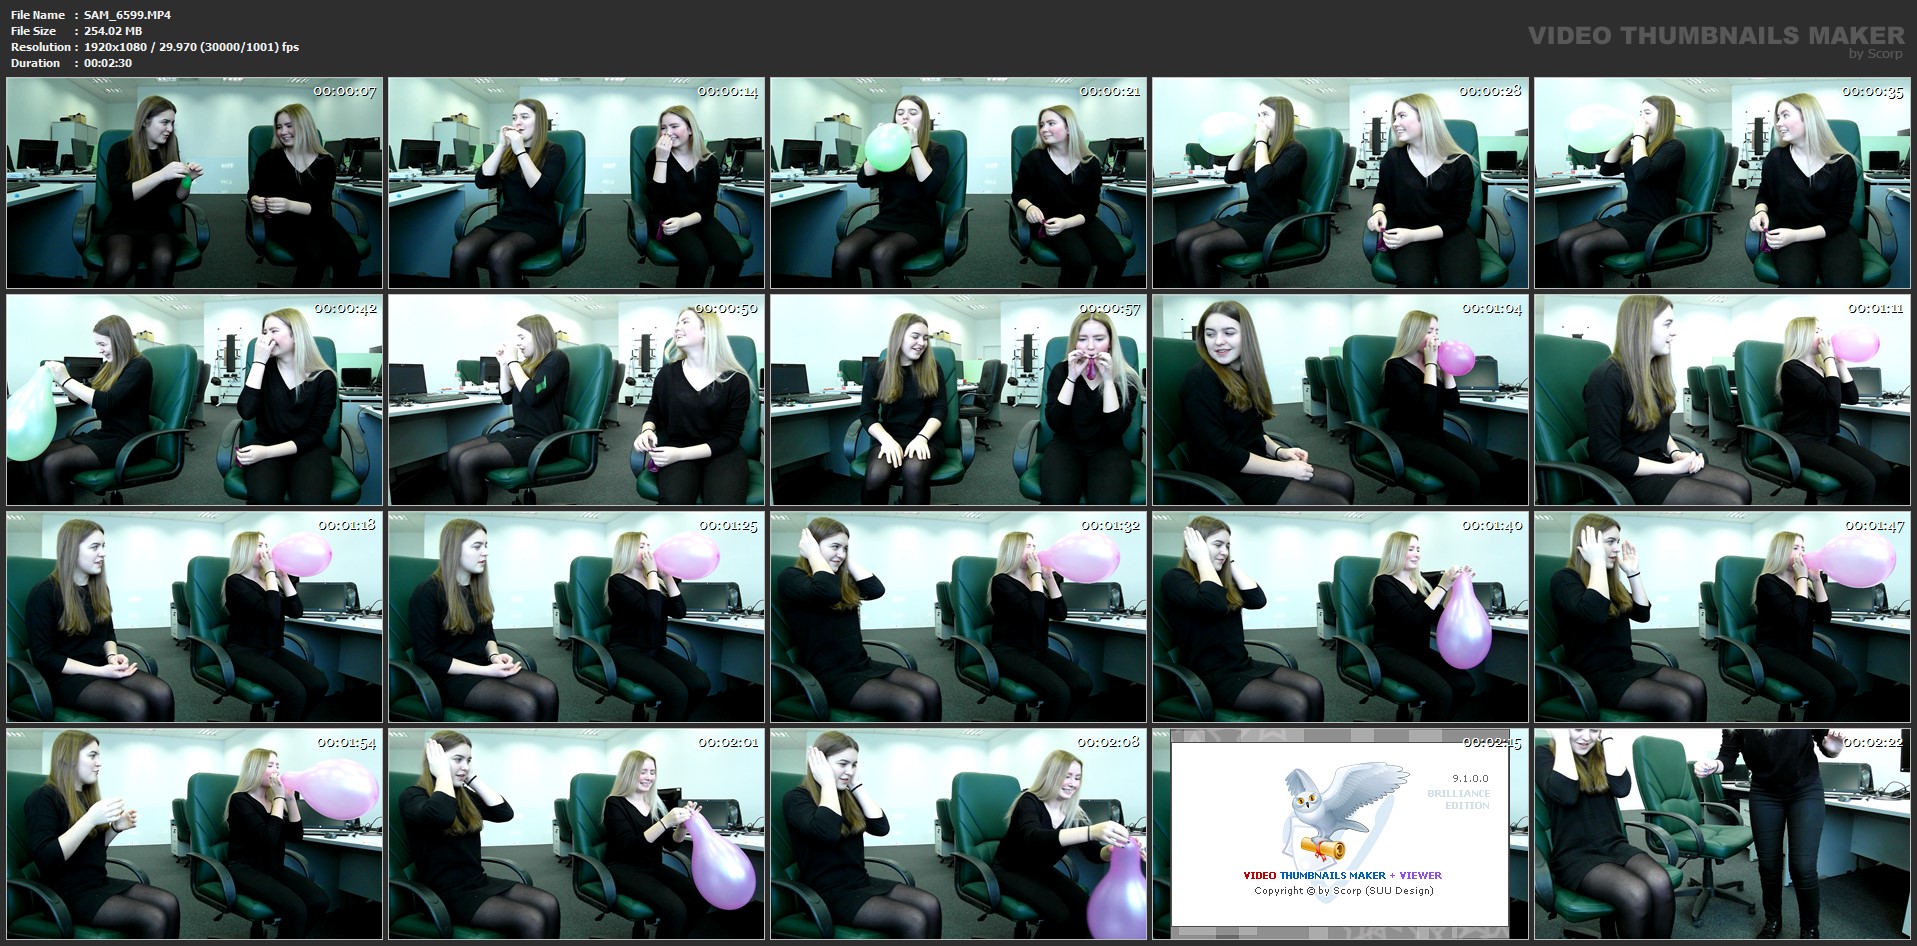 File Name : SAM_6599.MP4
File Size : 254.02 MB
Resolution : 1920x1080 / 29.970 (30000/1001) fps
Duration : 00:02:30
VIDEO THUMBNAILS MAKER
by Scorp
00:00:07
00:00:14
00:00:21
00:00:28
00:00:35
00:00:42
00:00:50
00:00:57
00:01:04
00:01:11
00:01:18
00:01:25
00:01:32
00:01:40
00:01:47
00:01:54
00:02:01
00:02:08
00:02:15
00:02:22
9.1.0.0
BRILLIANCE
EDITION
VIDEO THUMBNAILS MAKER + VIEWER
Copyright © by Scorp (SUU Design)